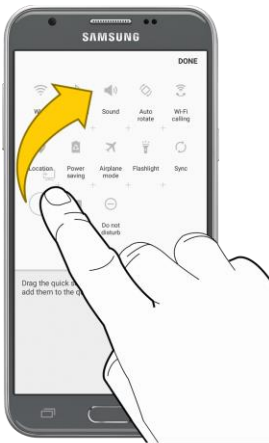 SAMSUNG
DONE
Sound
Auto
rotate
Wi-Fi
calling
Location
Power
saving
Airplane
mode
Flashlight
Sync
Do not
disturb
Drag the quick
add them to the